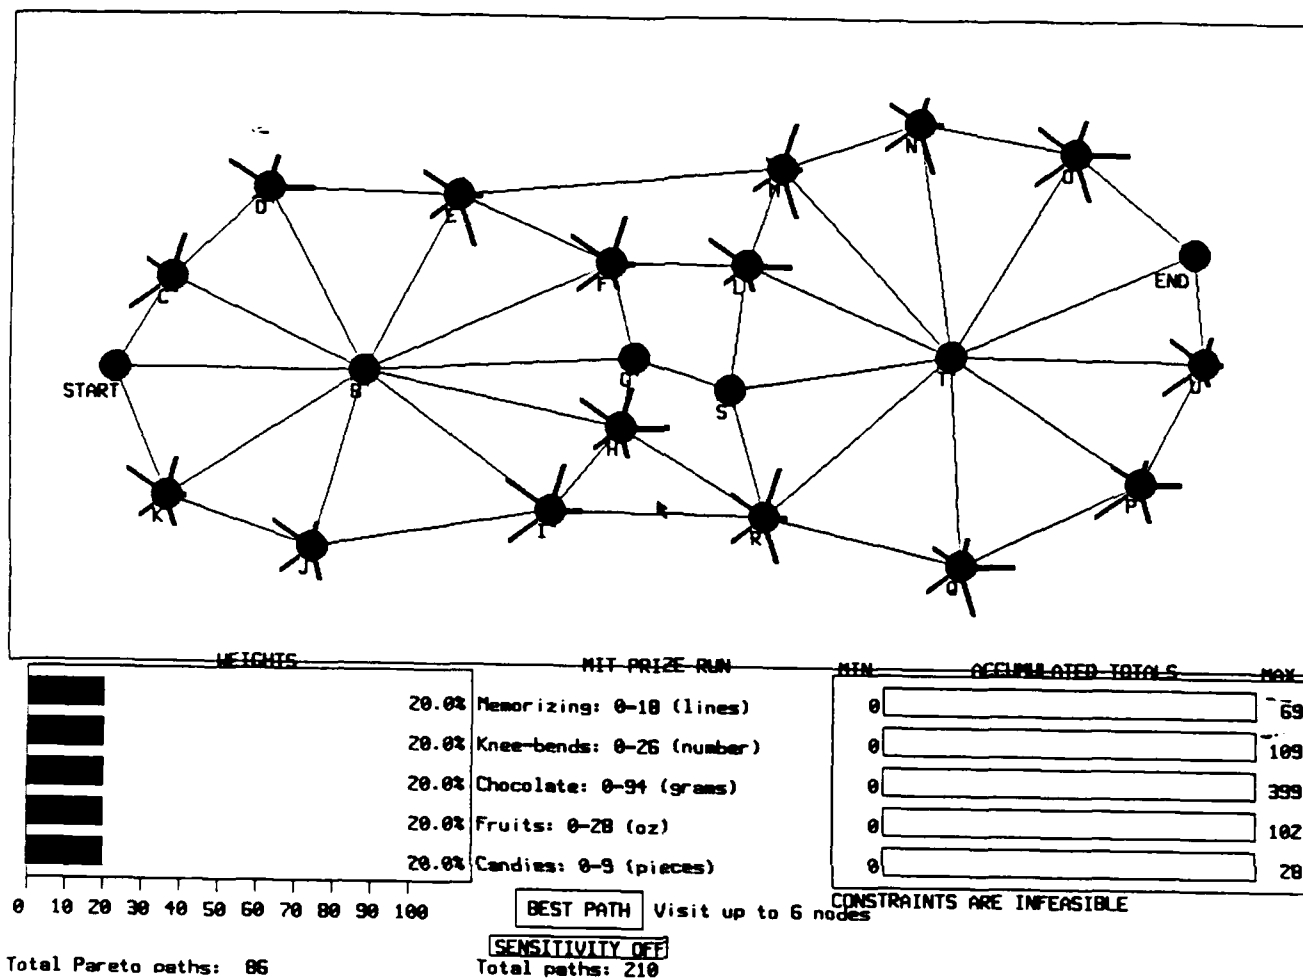 N
O
M
D
E
C
F
L
END
START
B
G
T
U
S
H
K
I
R
P
J
Q
WEIGHTS
MIT PRIZE RUN
MIN
ACCUMULATED TOTALS
MAX
20.0% Memorizing: 0-18 (lines)
0
69
20.0% Knee-bends: 0-26 (number)
0
109
20.0% Chocolate: 0-94 (grams)
0
399
20.0% Fruits: 0-28 (oz)
0
102
20.0% Candies: 0-9 (pieces)
0
28
0 10 20 30 40 50 60 70 80 90 100
BEST PATH Visit up to 6 nodes
CONSTRAINTS ARE INFEASIBLE
SENSITIVITY OFF
Total Pareto paths: 86
Total paths: 210